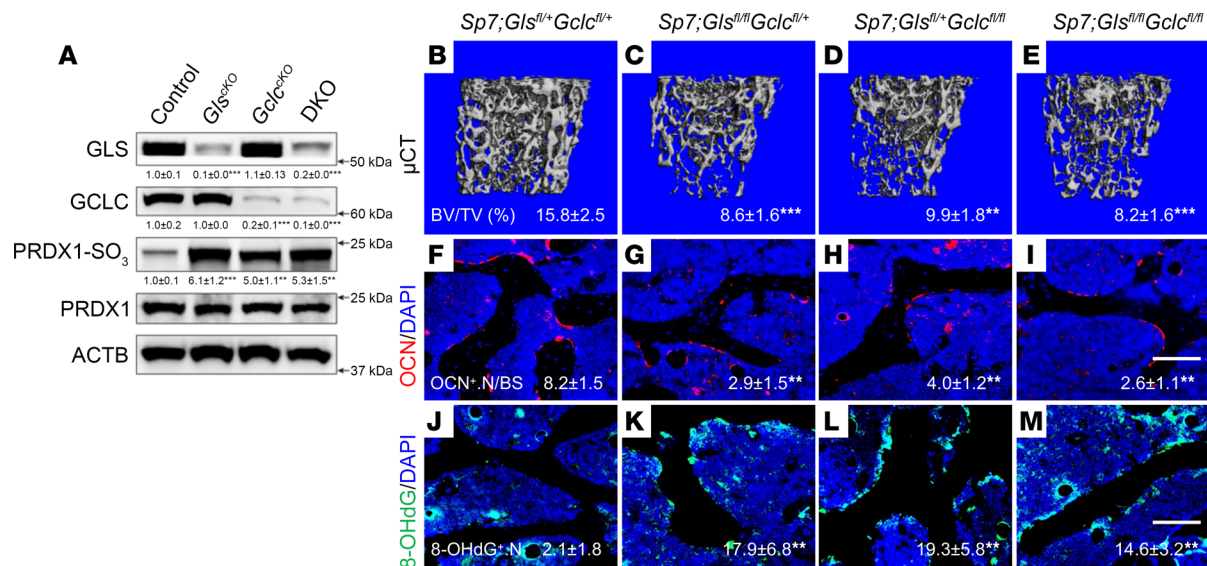 Sp7;Gls^fl/+Gclc^fl/+
Sp7;Gls^fl/flGclc^fl/+
Sp7;Gls^fl/+Gclc^fl/fl
Sp7;Gls^fl/flGclc^fl/fl
A
Control
Gls^cKO
Gclc^cKO
DKO
GLS
←50 kDa
1.0±0.1 0.1±0.0*** 1.1±0.13 0.2±0.0***
GCLC
←60 kDa
1.0±0.2 1.0±0.0 0.2±0.1*** 0.1±0.0***
PRDX1-SO₃
←25 kDa
1.0±0.1 6.1±1.2*** 5.0±1.1** 5.3±1.5**
PRDX1
←25 kDa
ACTB
←37 kDa
µCT
B
BV/TV (%) 15.8±2.5
C
8.6±1.6***
D
9.9±1.8**
E
8.2±1.6***
OCN/DAPI
F
OCN⁺.N/BS 8.2±1.5
G
2.9±1.5**
H
4.0±1.2**
I
2.6±1.1**
8-OHdG/DAPI
J
8-OHdG⁺.N 2.1±1.8
K
17.9±6.8**
L
19.3±5.8**
M
14.6±3.2**